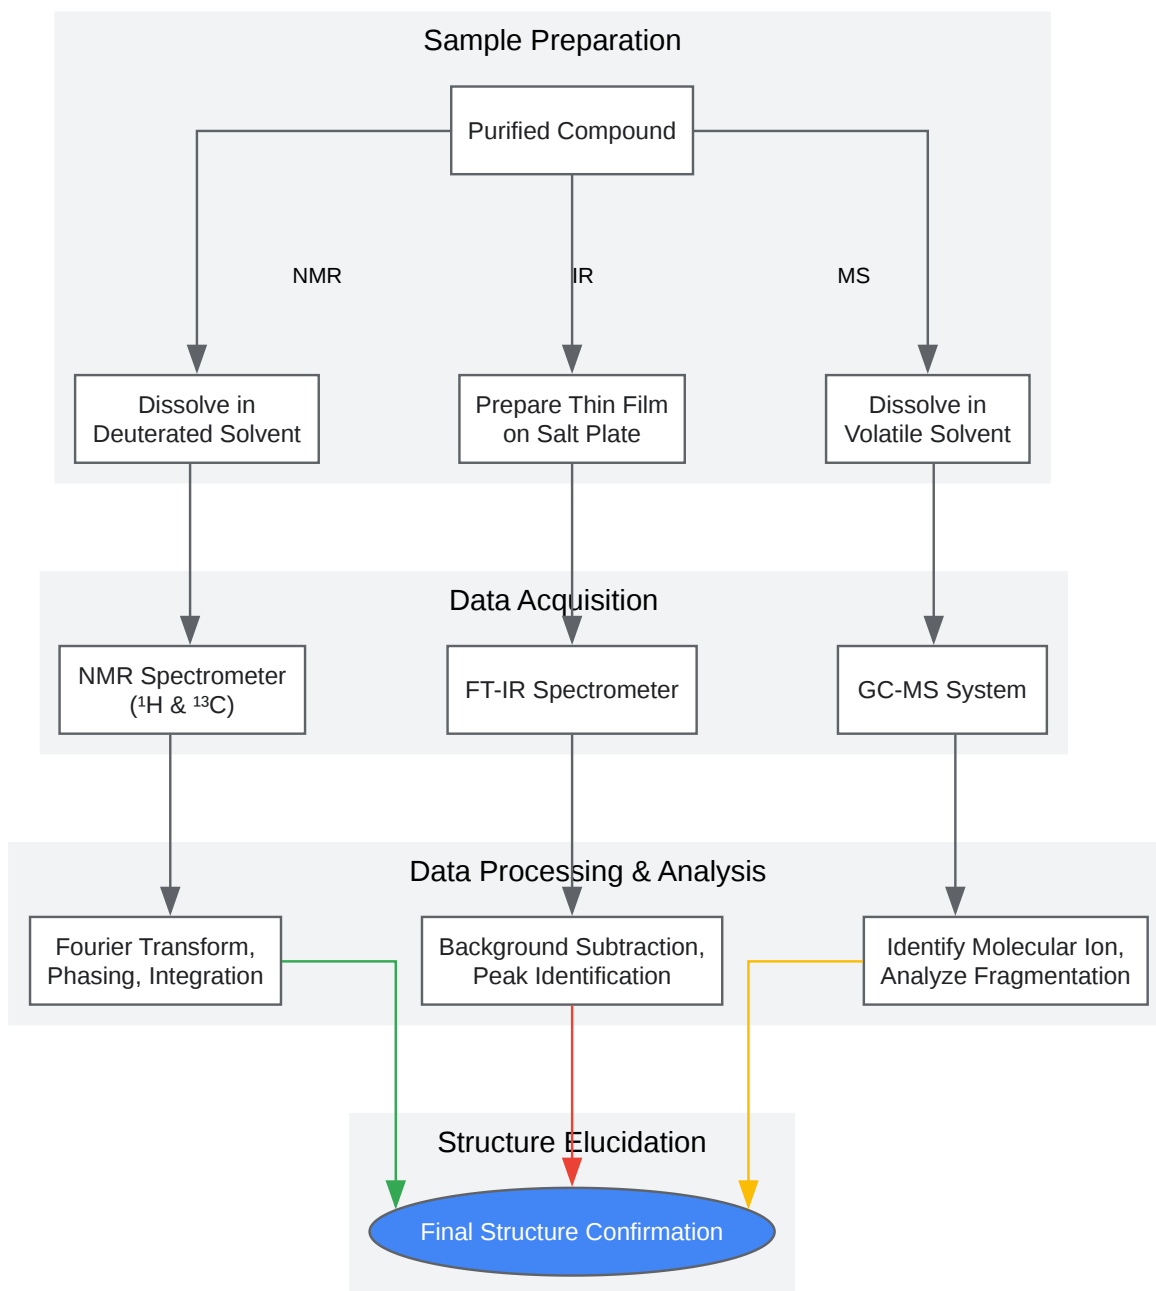 Sample Preparation
Purified Compound
NMR
IR
MS
Dissolve in
Deuterated Solvent
Prepare Thin Film
on Salt Plate
Dissolve in
Volatile Solvent
Data Acquisition
NMR Spectrometer
(¹H & ¹³C)
FT-IR Spectrometer
GC-MS System
Data Processing & Analysis
Fourier Transform,
Phasing, Integration
Background Subtraction,
Peak Identification
Identify Molecular Ion,
Analyze Fragmentation
Structure Elucidation
Final Structure Confirmation